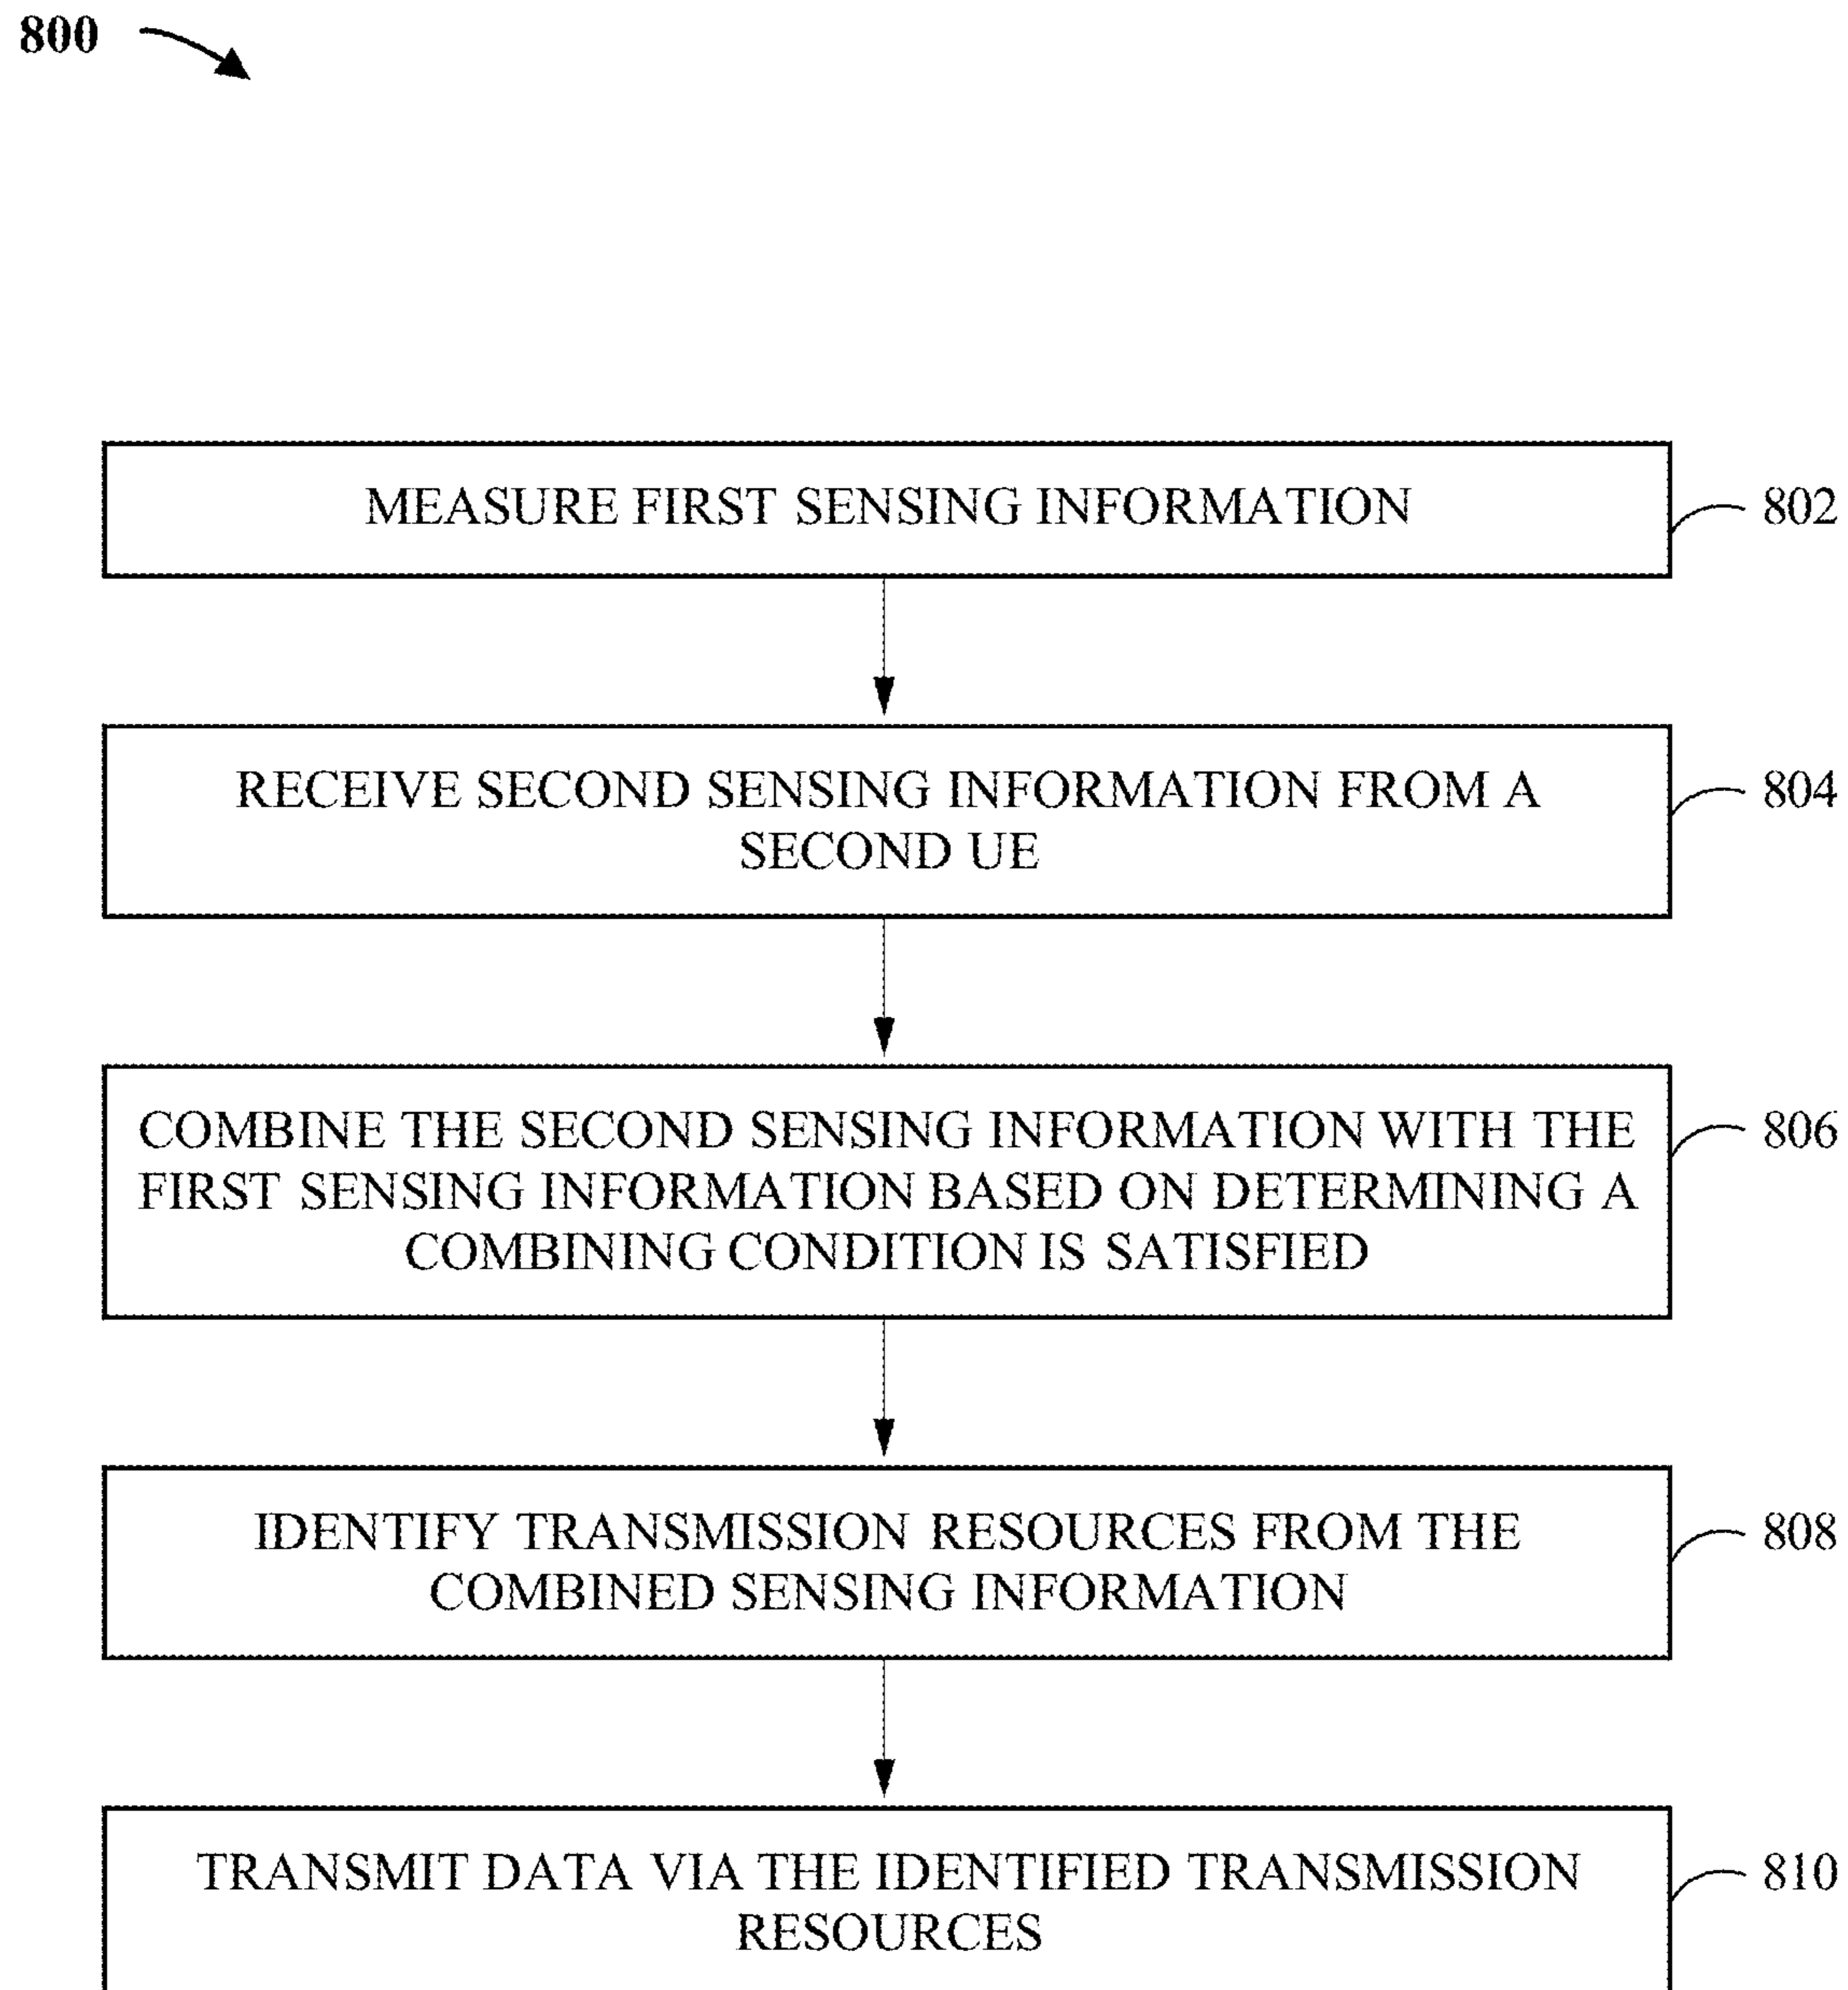 800
MEASURE FIRST SENSING INFORMATION
802
RECEIVE SECOND SENSING INFORMATION FROM A
SECOND UE
804
COMBINE THE SECOND SENSING INFORMATION WITH THE
FIRST SENSING INFORMATION BASED ON DETERMINING A
COMBINING CONDITION IS SATISFIED
806
IDENTIFY TRANSMISSION RESOURCES FROM THE
COMBINED SENSING INFORMATION
808
TRANSMIT DATA VIA THE IDENTIFIED TRANSMISSION
RESOURCES
810